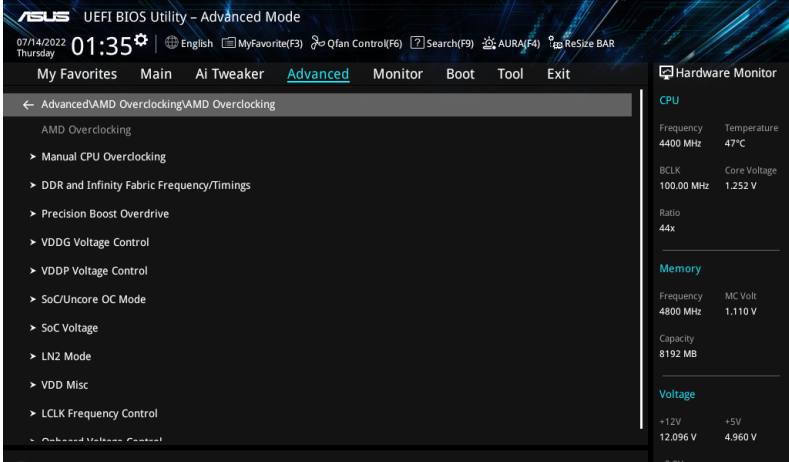 ASUS UEFI BIOS Utility – Advanced Mode
07/14/2022 Thursday 01:35 English MyFavorite(F3) Qfan Control(F6) Search(F9) AURA(F4) ReSize BAR
My Favorites Main Ai Tweaker Advanced Monitor Boot Tool Exit
Advanced\AMD Overclocking\AMD Overclocking
AMD Overclocking
Manual CPU Overclocking
DDR and Infinity Fabric Frequency/Timings
Precision Boost Overdrive
VDDG Voltage Control
VDDP Voltage Control
SoC/Uncore OC Mode
SoC Voltage
LN2 Mode
VDD Misc
LCLK Frequency Control
Onboard Voltage Control
Hardware Monitor
CPU
Frequency Temperature
4400 MHz 47°C
BCLK Core Voltage
100.00 MHz 1.252 V
Ratio
44x
Memory
Frequency MC Volt
4800 MHz 1.110 V
Capacity
8192 MB
Voltage
+12V +5V
12.096 V 4.960 V